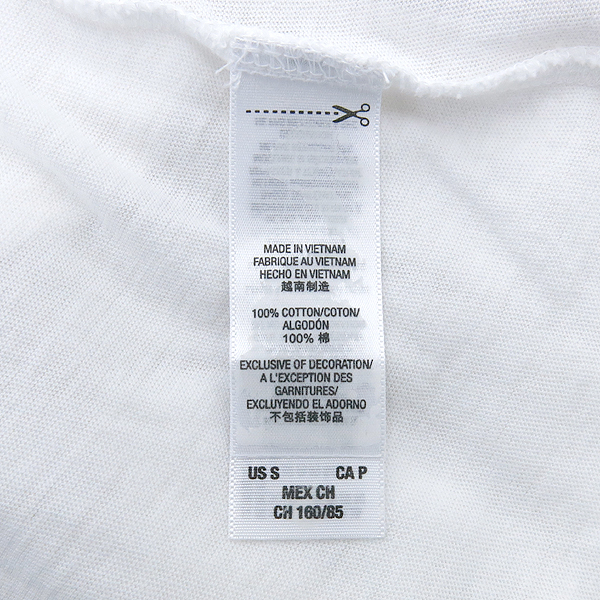 MADE IN VIETNAM
FABRIQUE AU VIETNAM
HECHO EN VIETNAM
越南制造
100% COTTON/COTON/
ALGODÓN
100% 棉
EXCLUSIVE OF DECORATION/
A L'EXCEPTION DES
GARNITURES/
EXCLUYENDO EL ADORNO
不包括装饰品
US S CA P
MEX CH
CH 160/85